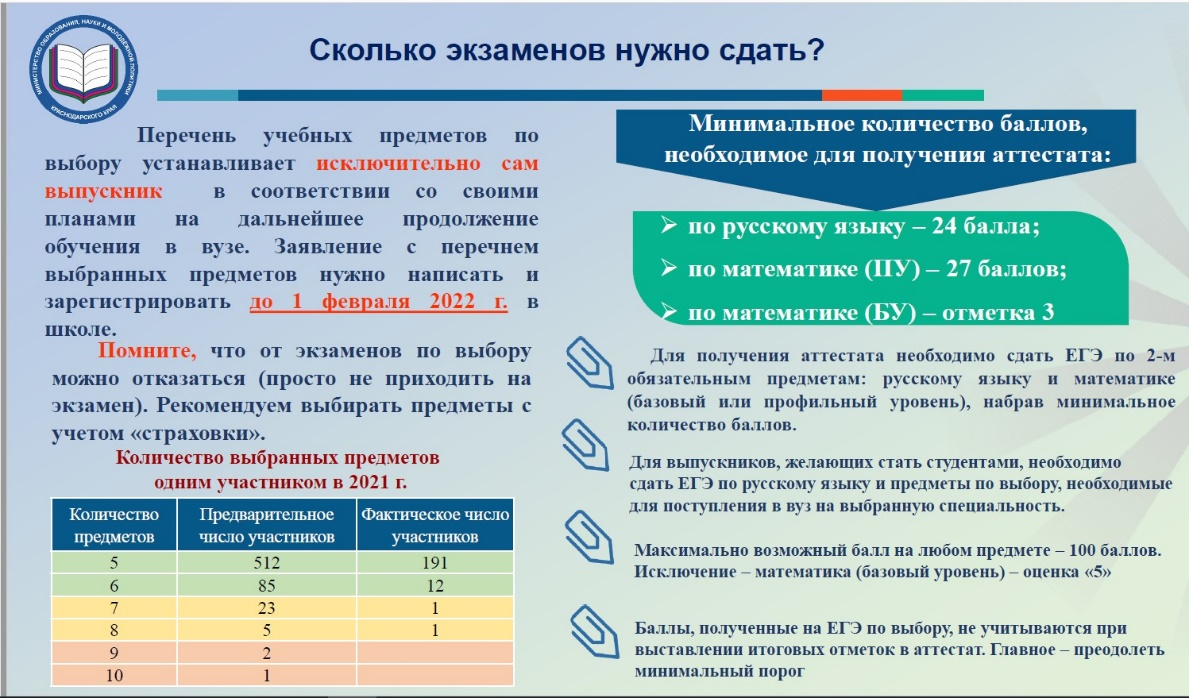 МИНИСТЕРСТВО ОБРАЗОВАНИЯ, НАУКИ И МОЛОДЕЖНОЙ ПОЛИТИКИ
КРАСНОДАРСКОГО КРАЯ
Сколько экзаменов нужно сдать?
Перечень учебных предметов по
выбору устанавливает исключительно сам
выпускник в соответствии со своими
планами на дальнейшее продолжение
обучения в вузе. Заявление с перечнем
выбранных предметов нужно написать и
зарегистрировать до 1 февраля 2022 г. в
школе.
Помните, что от экзаменов по выбору
можно отказаться (просто не приходить на
экзамен). Рекомендуем выбирать предметы с
учетом «страховки».
Количество выбранных предметов
одним участником в 2021 г.
Количество предметов Предварительное число участников Фактическое число участников
5 512 191
6 85 12
7 23 1
8 5 1
9 2
10 1
Минимальное количество баллов,
необходимое для получения аттестата:
по русскому языку – 24 балла;
по математике (ПУ) – 27 баллов;
по математике (БУ) – отметка 3
Для получения аттестата необходимо сдать ЕГЭ по 2-м
обязательным предметам: русскому языку и математике
(базовый или профильный уровень), набрав минимальное
количество баллов.
Для выпускников, желающих стать студентами, необходимо
сдать ЕГЭ по русскому языку и предметы по выбору, необходимые
для поступления в вуз на выбранную специальность.
Максимально возможный балл на любом предмете – 100 баллов.
Исключение – математика (базовый уровень) – оценка «5»
Баллы, полученные на ЕГЭ по выбору, не учитываются при
выставлении итоговых отметок в аттестат. Главное – преодолеть
минимальный порог